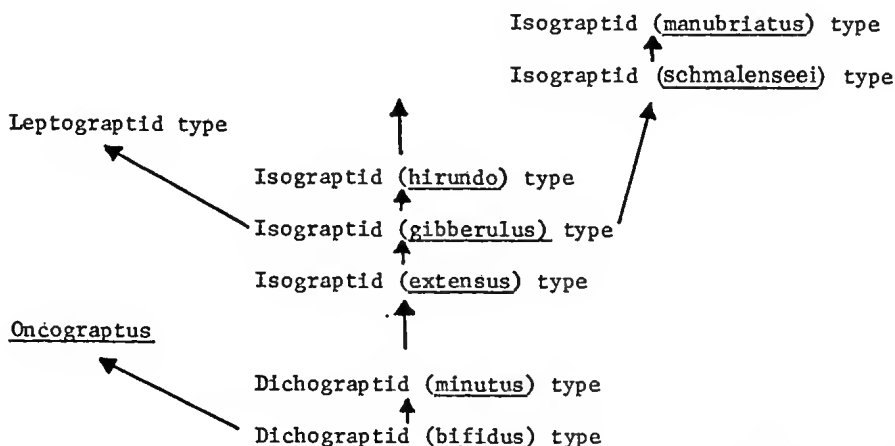 Isograptid (manubriatus) type
Isograptid (schmalenseei) type
Leptograptid type
Isograptid (hirundo) type
Isograptid (gibberulus) type
Isograptid (extensus) type
Oncograptus
Dichograptid (minutus) type
Dichograptid (bifidus) type